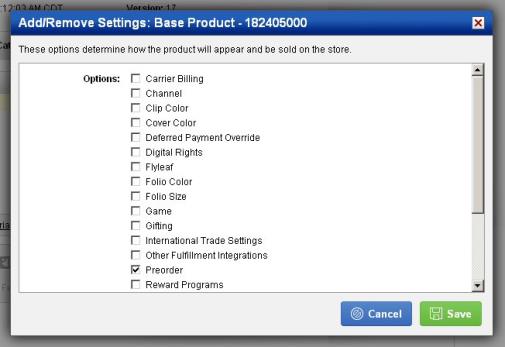 :12:03 AM CDT Version: 17
Add/Remove Settings: Base Product - 182405000
These options determine how the product will appear and be sold on the store.
Options: Carrier Billing
Channel
Clip Color
Cover Color
Deferred Payment Override
Digital Rights
Flyleaf
Folio Color
Folio Size
Game
Gifting
International Trade Settings
Other Fulfillment Integrations
Preorder
Reward Programs
Cancel Save